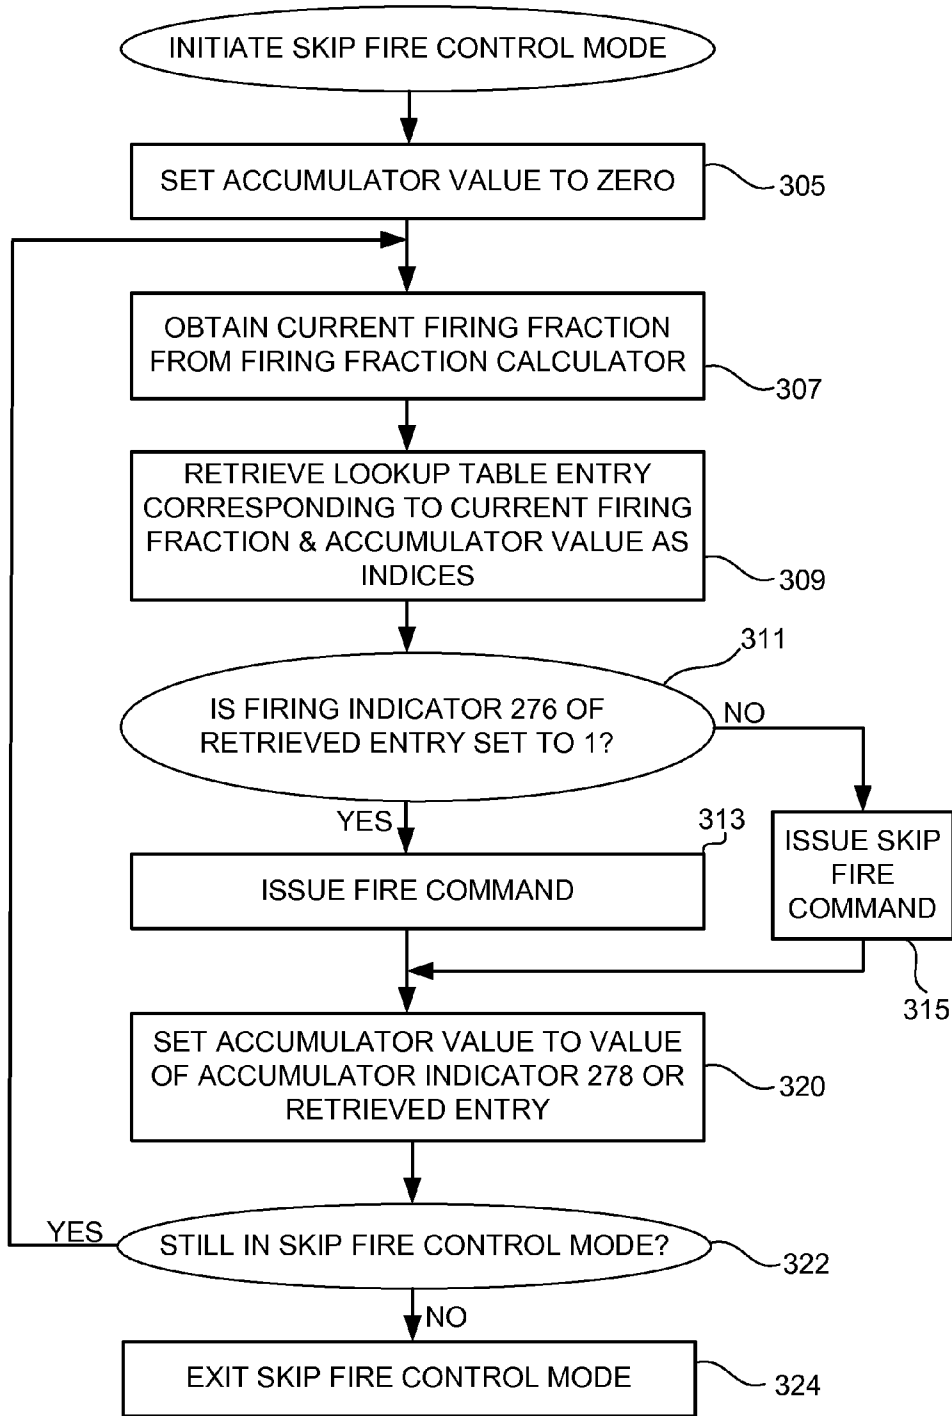 INITIATE SKIP FIRE CONTROL MODE
SET ACCUMULATOR VALUE TO ZERO
305
OBTAIN CURRENT FIRING FRACTION
FROM FIRING FRACTION CALCULATOR
307
RETRIEVE LOOKUP TABLE ENTRY
CORRESPONDING TO CURRENT FIRING
FRACTION & ACCUMULATOR VALUE AS
INDICES
309
311
IS FIRING INDICATOR 276 OF
RETRIEVED ENTRY SET TO 1?
NO
YES
313
ISSUE FIRE COMMAND
ISSUE SKIP
FIRE
COMMAND
315
SET ACCUMULATOR VALUE TO VALUE
OF ACCUMULATOR INDICATOR 278 OR
RETRIEVED ENTRY
320
YES
STILL IN SKIP FIRE CONTROL MODE?
322
NO
EXIT SKIP FIRE CONTROL MODE
324